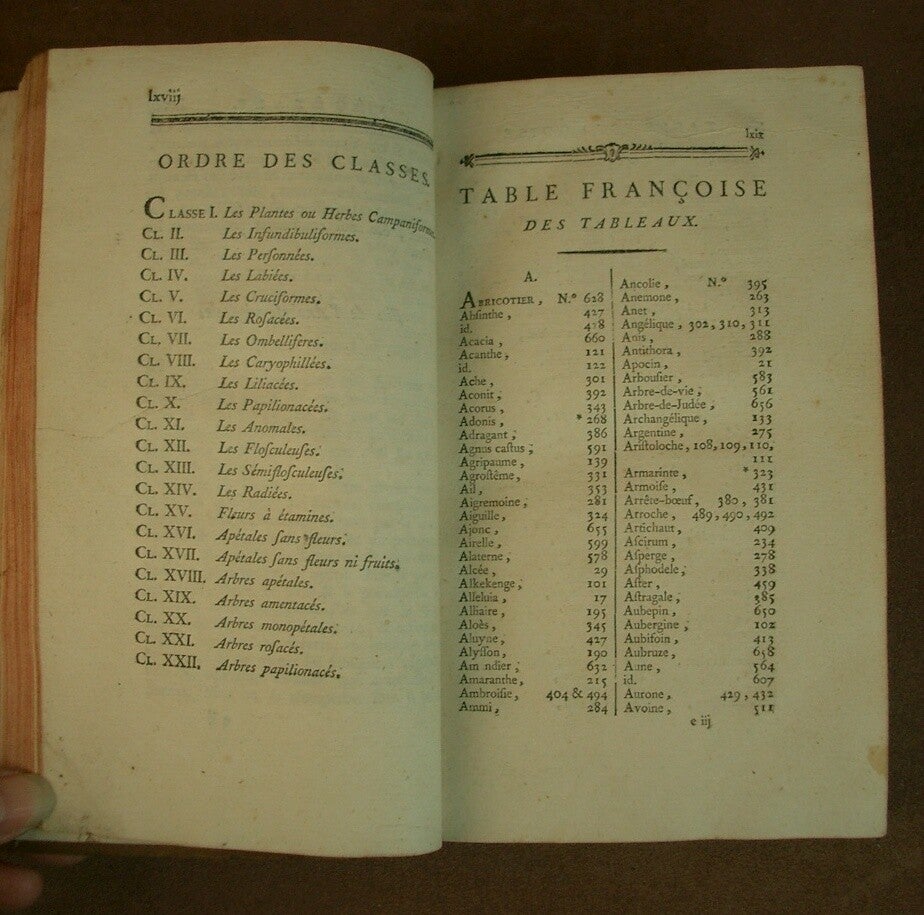 lxviij
ORDRE DES CLASSES.
CLASSE I. Les Plantes ou Herbes Campaniformes.
CL. II. Les Infundibuliformes.
CL. III. Les Perſonnées.
CL. IV. Les Labiées.
CL. V. Les Cruciformes.
CL. VI. Les Roſacées.
CL. VII. Les Ombelliferes.
CL. VIII. Les Caryophillées.
CL. IX. Les Liliacées.
CL. X. Les Papilionacées.
CL. XI. Les Anomales.
CL. XII. Les Floſculeuſes.
CL. XIII. Les Sémifloſculeuſes.
CL. XIV. Les Radiées.
CL. XV. Fleurs à étamines.
CL. XVI. Apétales ſans fleurs.
CL. XVII. Apétales ſans fleurs ni fruits.
CL. XVIII. Arbres apétales.
CL. XIX. Arbres amentacés.
CL. XX. Arbres monopétales.
CL. XXI. Arbres roſacés.
CL. XXII. Arbres papilionacés.
lxix
TABLE FRANÇOISE
DES TABLEAUX.
A.
ABRICOTIER, N.° 628
Abſinthe, 427
id. 428
Acacia, 660
Acanthe, 121
id. 122
Ache, 301
Aconit, 392
Acorus, 343
Adonis, * 268
Adragant, 386
Agnus caſtus, 591
Agripaume, 139
Agroſtême, 331
Ail, 353
Aigremoine, 281
Aiguille, 324
Ajonc, 655
Airelle, 599
Alaterne, 578
Alcée, 29
Alkekenge, 101
Alleluia, 17
Alliaire, 195
Aloès, 345
Aluyne, 427
Alyſſon, 190
Am ndier, 632
Amaranthe, 215
Ambroiſie, 404 & 494
Ammi, 284
Ancolie, N.° 395
Anemone, 263
Anet, 313
Angélique, 302, 310, 311
Anis, 288
Antithora, 392
Apocin, 21
Arbouſier, 583
Arbre-de-vie, 561
Arbre-de-Judée, 656
Archangélique, 133
Argentine, 275
Ariſtoloche, 108, 109, 110,
111
Armarinte, * 323
Armoiſe, 431
Arrête-bœuf, 380, 381
Arroche, 489, 490, 492
Artichaut, 409
Aſcirum, 234
Aſperge, 278
Aſphodele, 338
Aſter, 459
Aſtragale, 385
Aubepin, 650
Aubergine, 102
Aubifoin, 413
Aubruze, 658
Aune, 564
id. 607
Aurone, 429, 432
Avoine, 511
e iij